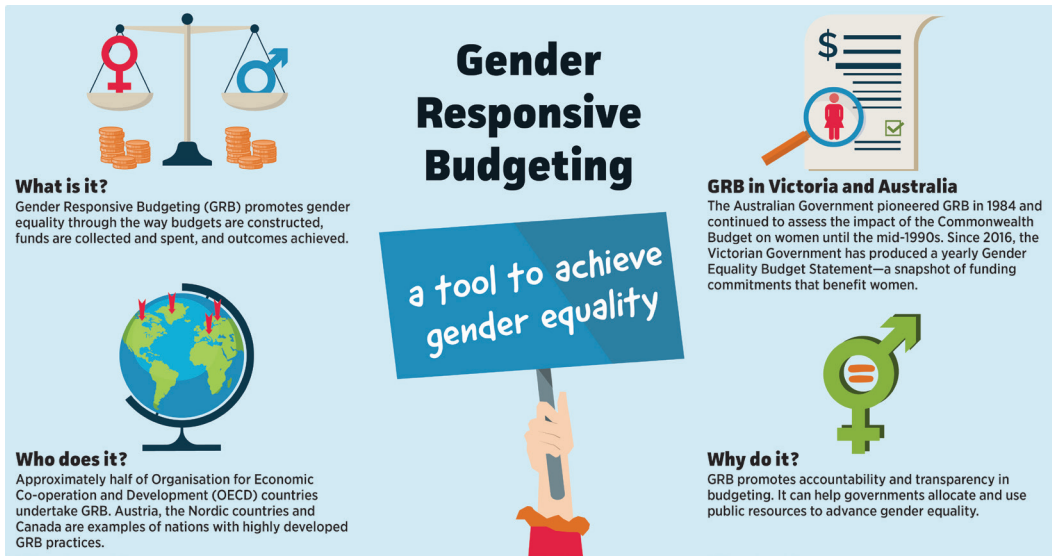 Gender
Responsive
Budgeting
a tool to achieve
gender equality
What is it?
Gender Responsive Budgeting (GRB) promotes gender
equality through the way budgets are constructed,
funds are collected and spent, and outcomes achieved.
Who does it?
Approximately half of Organisation for Economic
Co-operation and Development (OECD) countries
undertake GRB. Austria, the Nordic countries and
Canada are examples of nations with highly developed
GRB practices.
$
GRB in Victoria and Australia
The Australian Government pioneered GRB in 1984 and
continued to assess the impact of the Commonwealth
Budget on women until the mid-1990s. Since 2016, the
Victorian Government has produced a yearly Gender
Equality Budget Statement—a snapshot of funding
commitments that benefit women.
Why do it?
GRB promotes accountability and transparency in
budgeting. It can help governments allocate and use
public resources to advance gender equality.